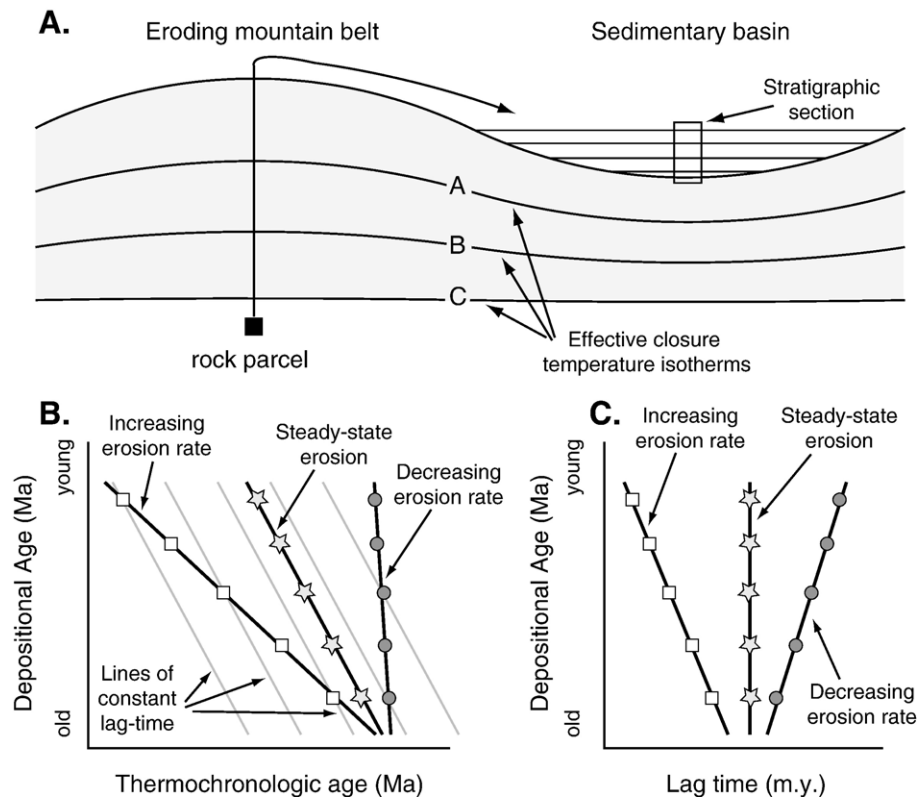 A.
Eroding mountain belt
Sedimentary basin
Stratigraphic
section
A
B
C
rock parcel
Effective closure
temperature isotherms
B.
Increasing
erosion rate
Steady-state
erosion
Decreasing
erosion rate
Lines of
constant
lag-time
young
Depositional Age (Ma)
old
Thermochronologic age (Ma)
C.
Increasing
erosion rate
Steady-state
erosion
Decreasing
erosion rate
young
Depositional Age (Ma)
old
Lag time (m.y.)